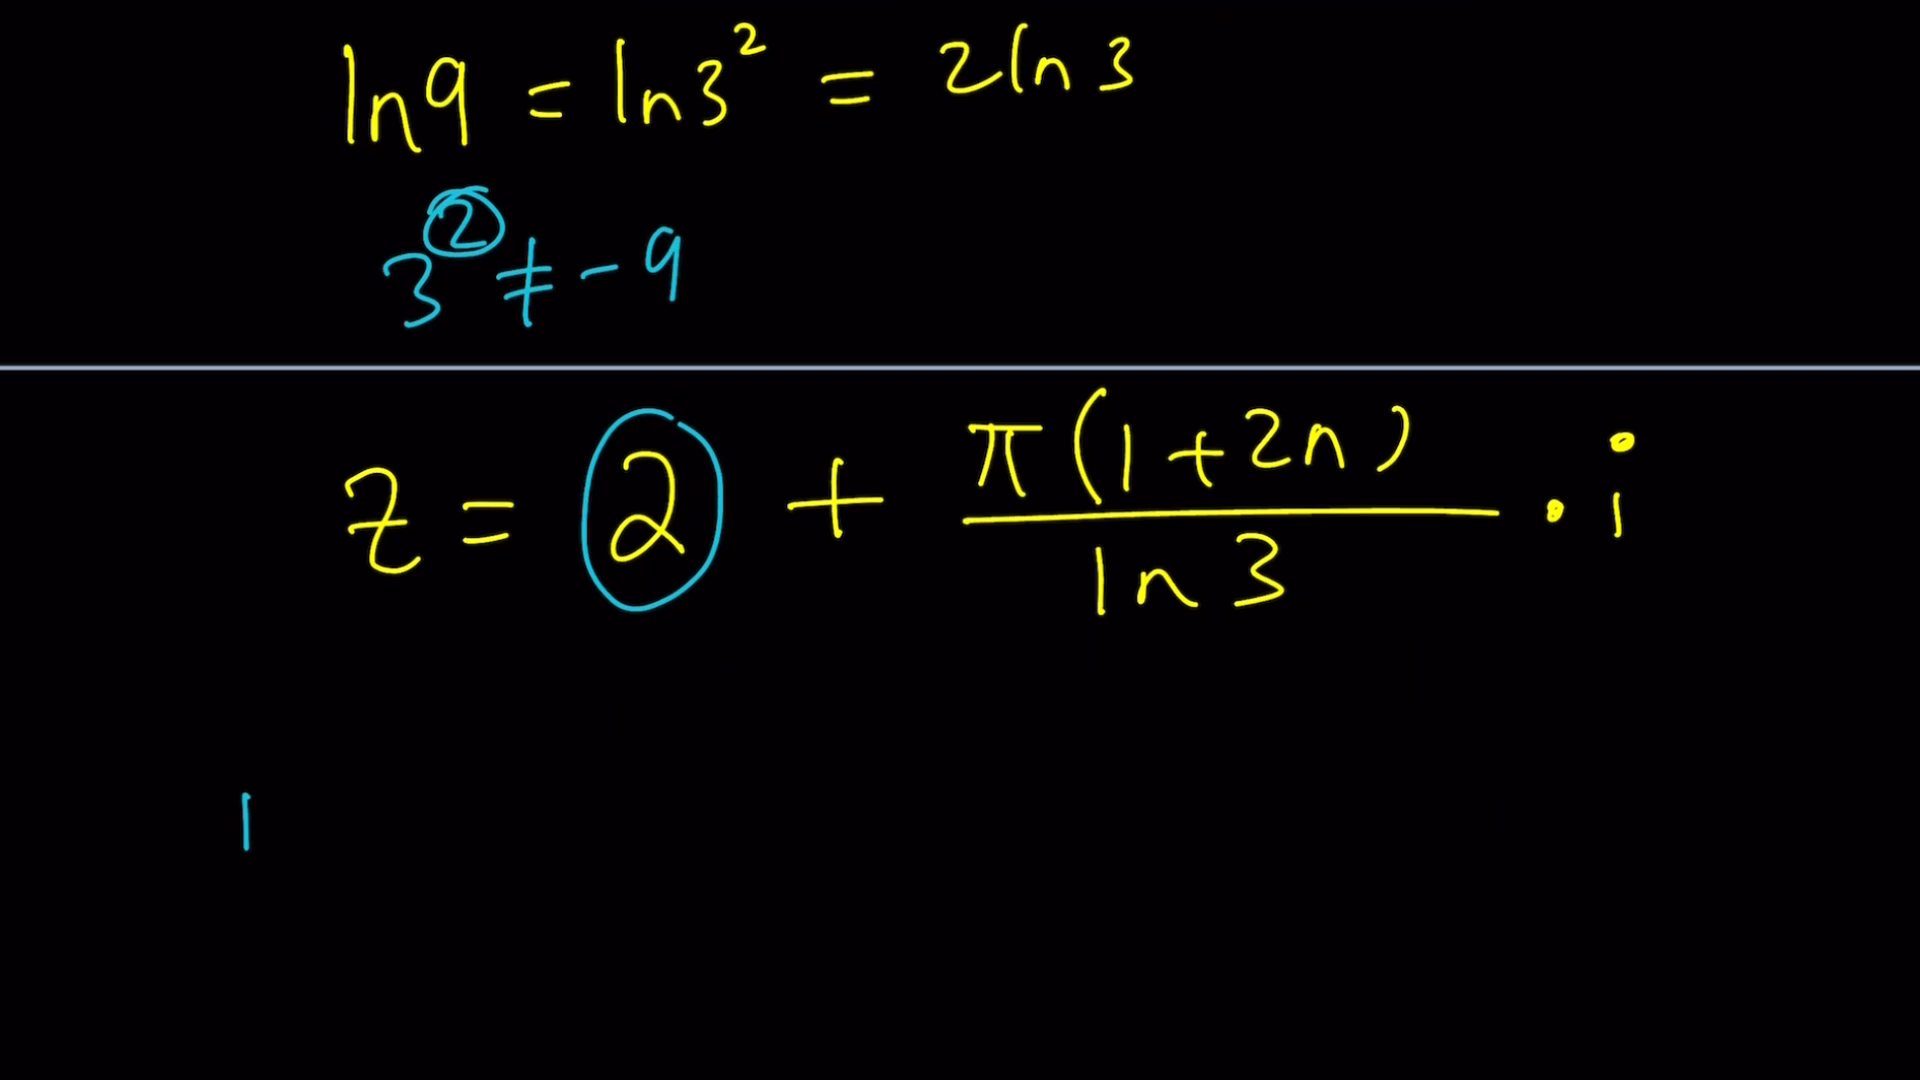 ln9 = ln3² = 2ln3
3² ≠ -9
z = 2 + π(1+2n)/ln3 · i
|